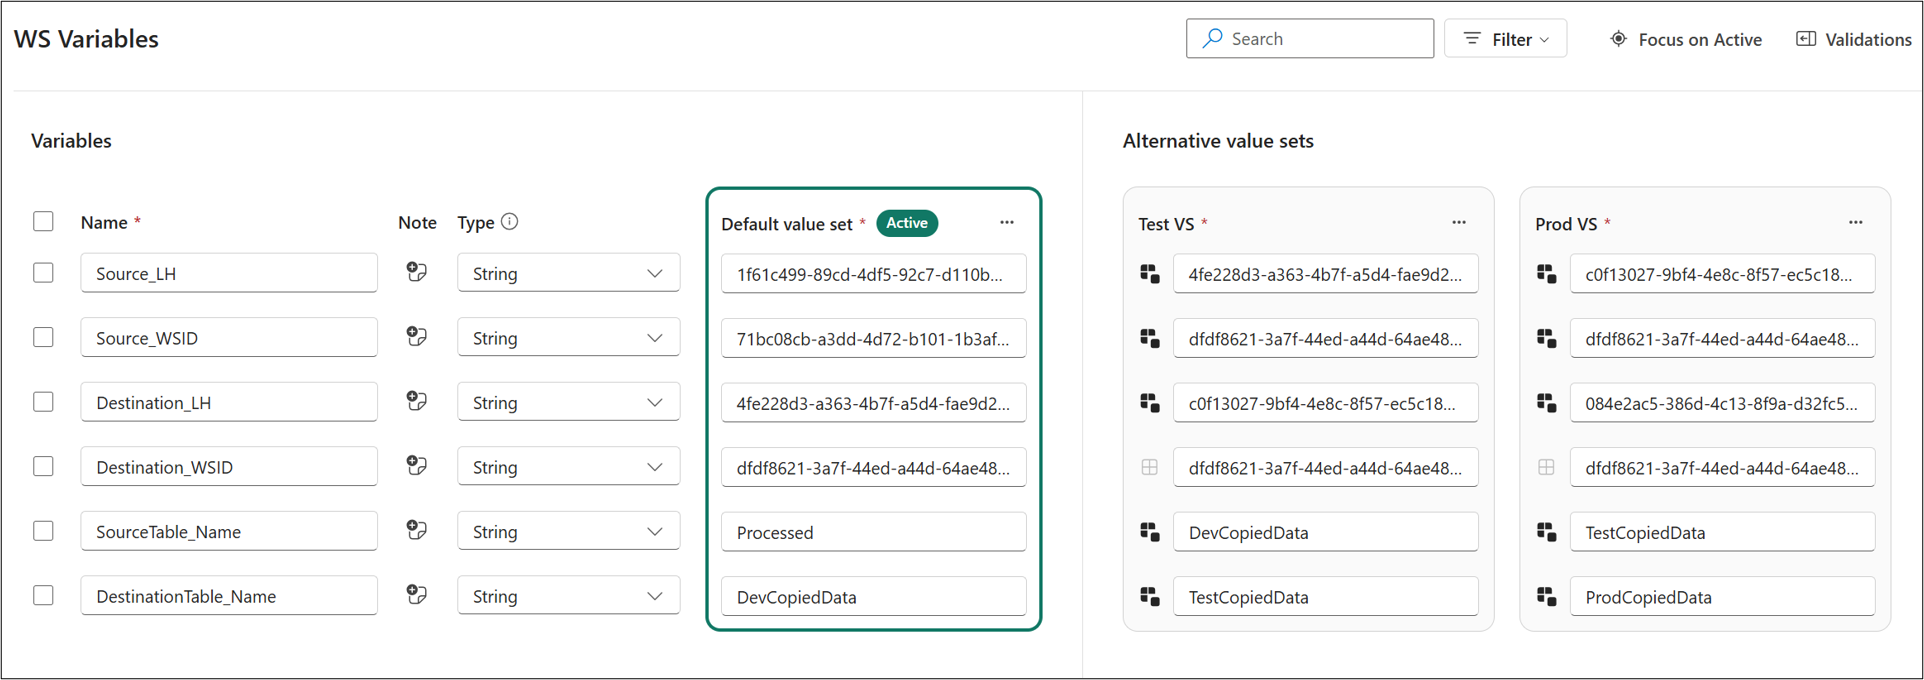 WS Variables
Search
Filter
Focus on Active
Validations
Variables
Alternative value sets
Name *
Note
Type
Default value set * Active
...
Test VS *
...
Prod VS *
...
Source_LH
String
1f61c499-89cd-4df5-92c7-d110b...
4fe228d3-a363-4b7f-a5d4-fae9d2...
c0f13027-9bf4-4e8c-8f57-ec5c18...
Source_WSID
String
71bc08cb-a3dd-4d72-b101-1b3af...
dfdf8621-3a7f-44ed-a44d-64ae48...
dfdf8621-3a7f-44ed-a44d-64ae48...
Destination_LH
String
4fe228d3-a363-4b7f-a5d4-fae9d2...
c0f13027-9bf4-4e8c-8f57-ec5c18...
084e2ac5-386d-4c13-8f9a-d32fc5...
Destination_WSID
String
dfdf8621-3a7f-44ed-a44d-64ae48...
dfdf8621-3a7f-44ed-a44d-64ae48...
dfdf8621-3a7f-44ed-a44d-64ae48...
SourceTable_Name
String
Processed
DevCopiedData
TestCopiedData
DestinationTable_Name
String
DevCopiedData
TestCopiedData
ProdCopiedData